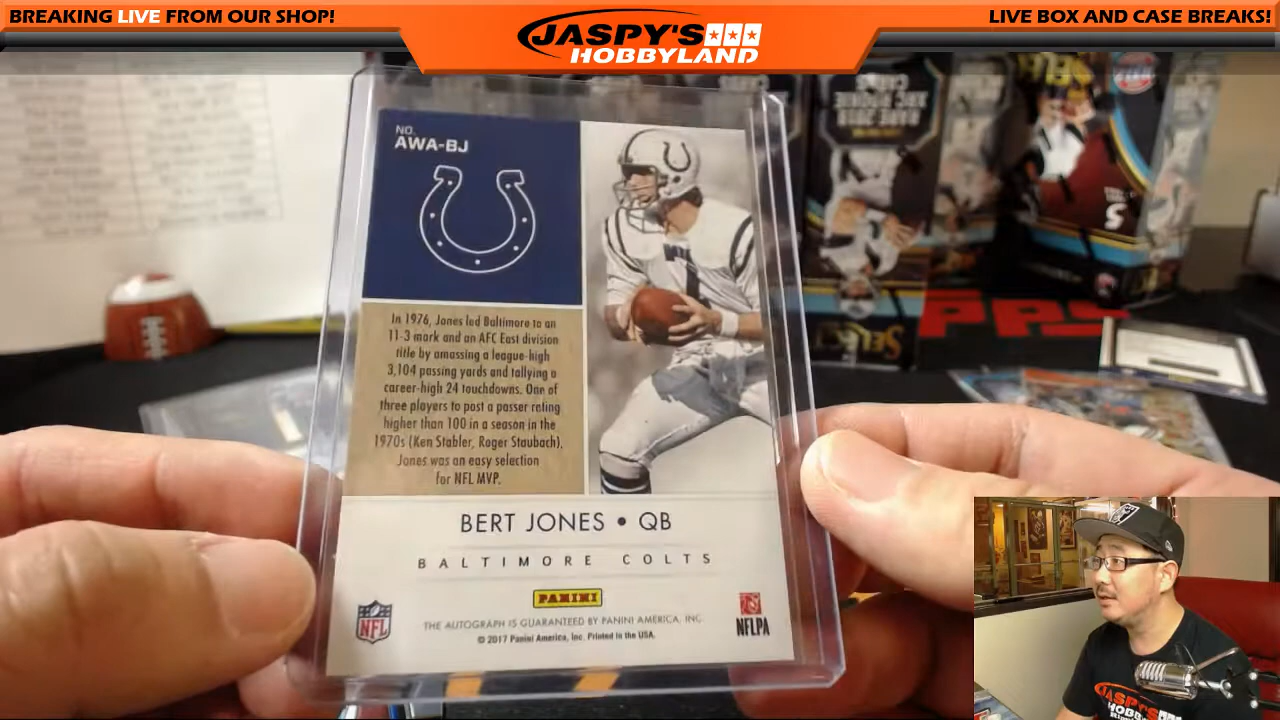 BREAKING LIVE FROM OUR SHOP!
JASPY'S
HOBBYLAND
LIVE BOX AND CASE BREAKS!
NO.
AWA-BJ
In 1976, Jones led Baltimore to an
11-3 mark and an AFC East division
title by amassing a league-high
3,104 passing yards and tallying a
career-high 24 touchdowns. One of
three players to post a passer rating
higher than 100 in a season in the
1970s (Ken Stabler, Roger Staubach),
Jones was an easy selection
for NFL MVP.
BERT JONES • QB
BALTIMORE COLTS
PANINI
NFL
THE AUTOGRAPH IS GUARANTEED BY PANINI AMERICA, INC.
© 2017 Panini America, Inc. Printed in the USA.
NFLPA
SELECT
JASPY'S